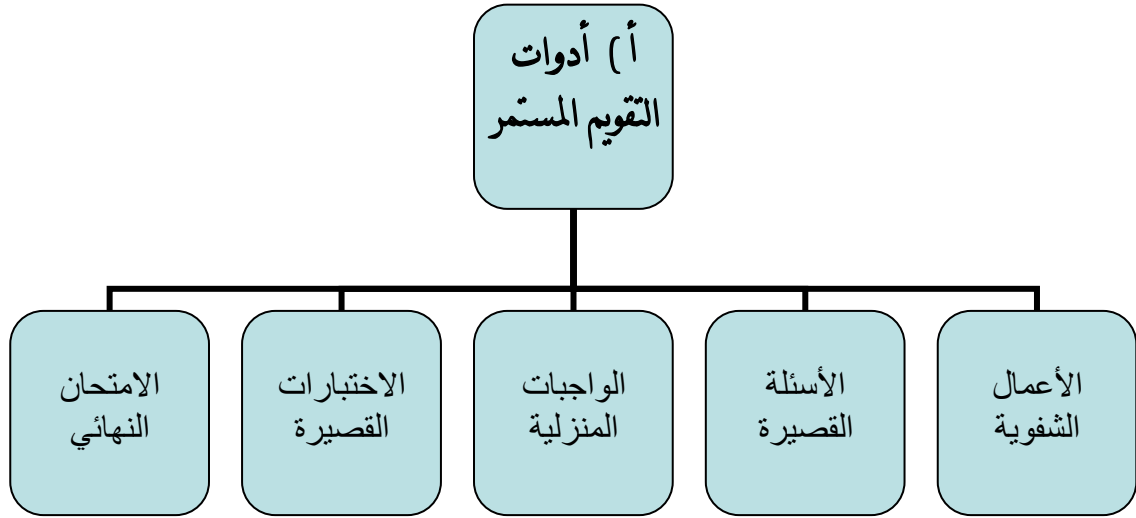 أ ) أدوات
التقويم المستمر
الأعمال
الشفوية
الأسئلة
القصيرة
الواجبات
المنزلية
الاختبارات
القصيرة
الامتحان
النهائي